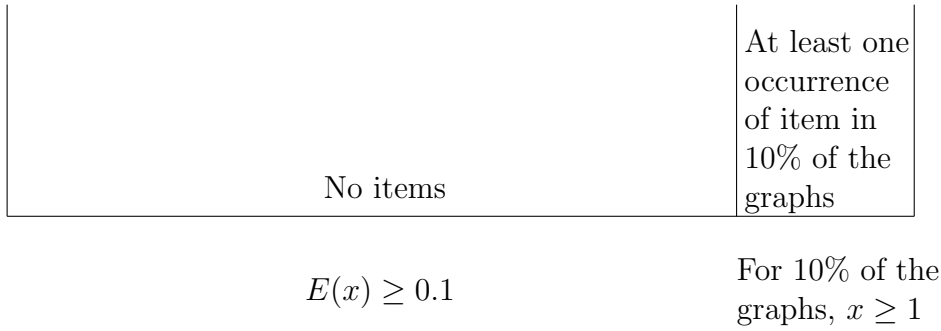 At least one
occurrence
of item in
10% of the
graphs
No items
E(x) ≥ 0.1
For 10% of the
graphs, x ≥ 1